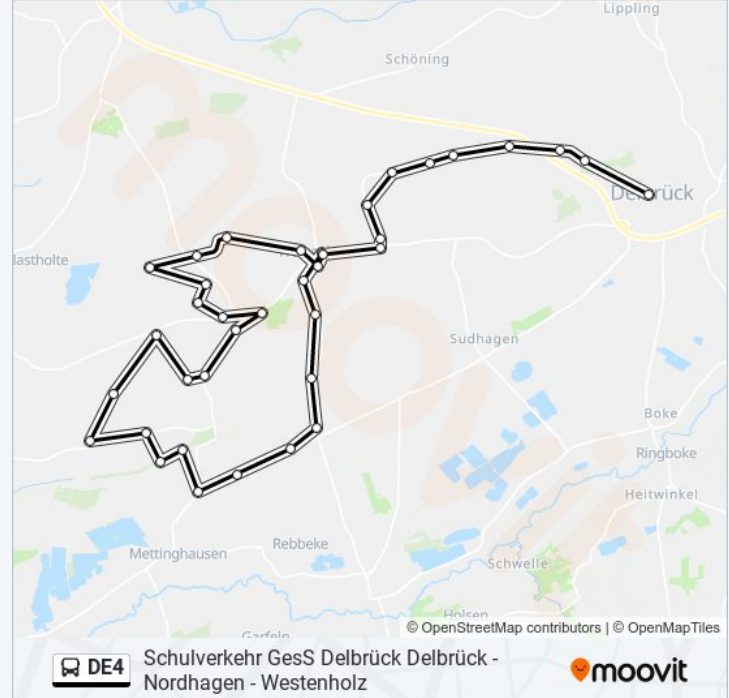 Lippling
Schöning
Delbrück
lastholte
Sudhagen
Boke
Ringboke
Heitwinkel
Rebbeke
Mettinghausen
Schwelle
Holsen
Garfeln
moovit
© OpenStreetMap contributors | © OpenMapTiles
DE4
Schulverkehr GesS Delbrück Delbrück -
Nordhagen - Westenholz
moovit